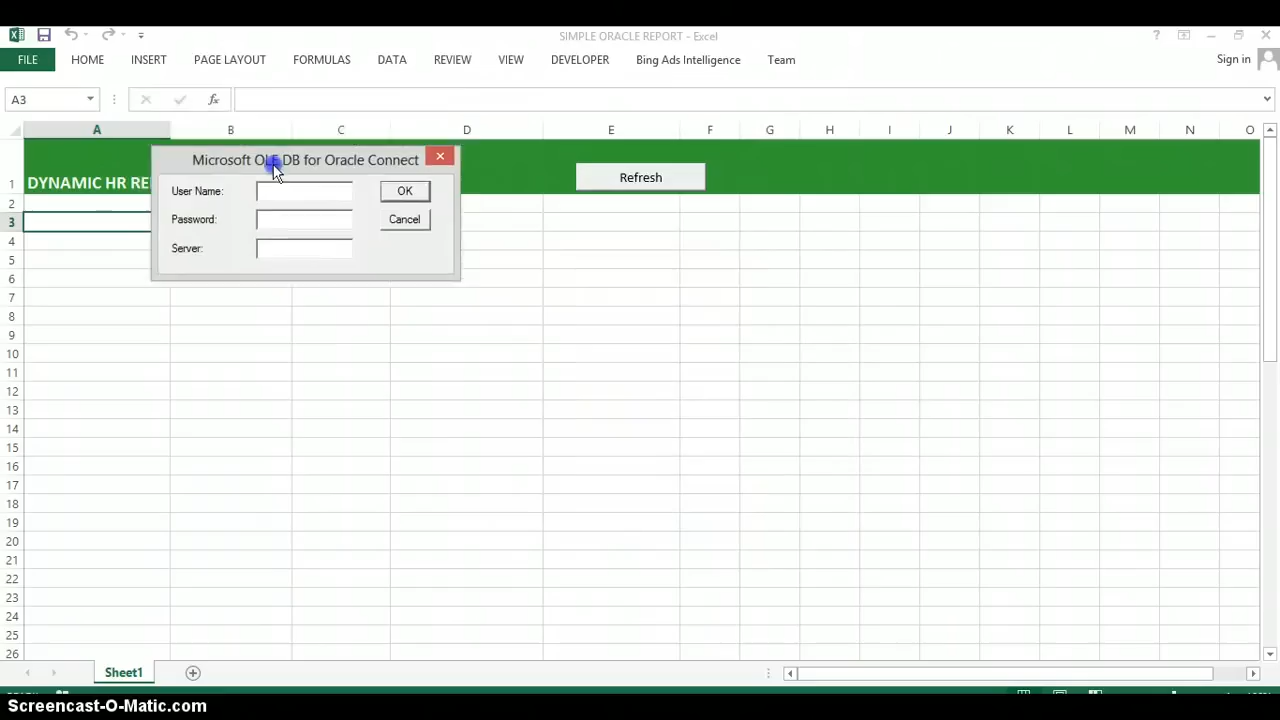 SIMPLE ORACLE REPORT - Excel
?
FILE HOME INSERT PAGE LAYOUT FORMULAS DATA REVIEW VIEW DEVELOPER Bing Ads Intelligence Team Sign in
A3 fx
A B C D E F G H I J K L M N O
Microsoft OLE DB for Oracle Connect
1 DYNAMIC HR RE
Refresh
User Name: OK
Password: Cancel
Server:
2
3
4
5
6
7
8
9
10
11
12
13
14
15
16
17
18
19
20
21
22
23
24
25
26
Sheet1
Screencast-O-Matic.com